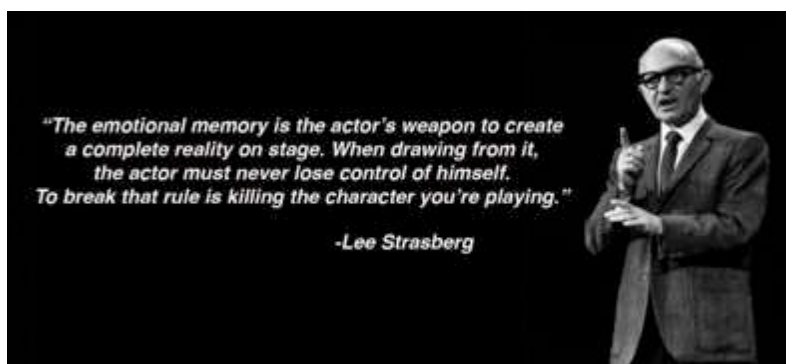 “The emotional memory is the actor’s weapon to create
a complete reality on stage. When drawing from it,
the actor must never lose control of himself.
To break that rule is killing the character you’re playing.”
-Lee Strasberg